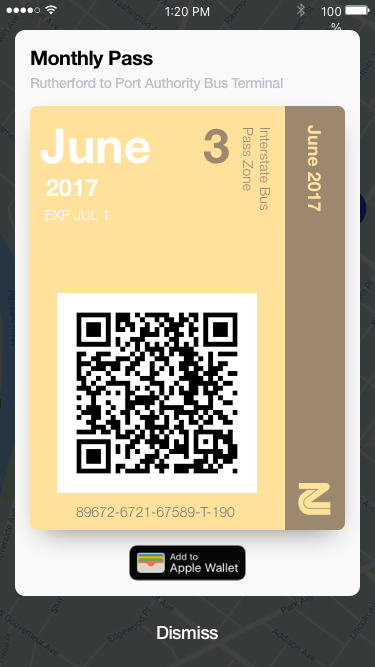 1:20 PM
100
%
Monthly Pass
Rutherford to Port Authority Bus Terminal
June
2017
EXP JUL 1
3
Interstate Bus
Pass Zone
June 2017
89672-6721-67589-T-190
Add to
Apple Wallet
Dismiss